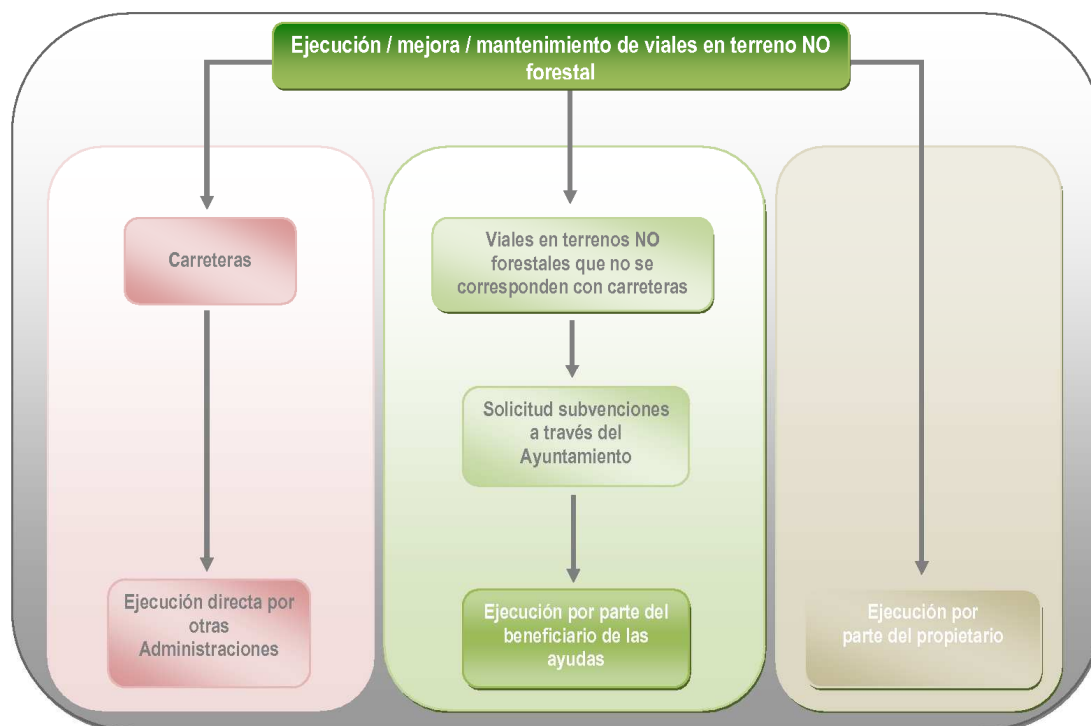 Ejecución / mejora / mantenimiento de viales en terreno NO
forestal
Carreteras
Ejecución directa por
otras
Administraciones
Viales en terrenos NO
forestales que no se
corresponden con carreteras
Solicitud subvenciones
a través del
Ayuntamiento
Ejecución por parte del
beneficiario de las
ayudas
Ejecución por
parte del propietario